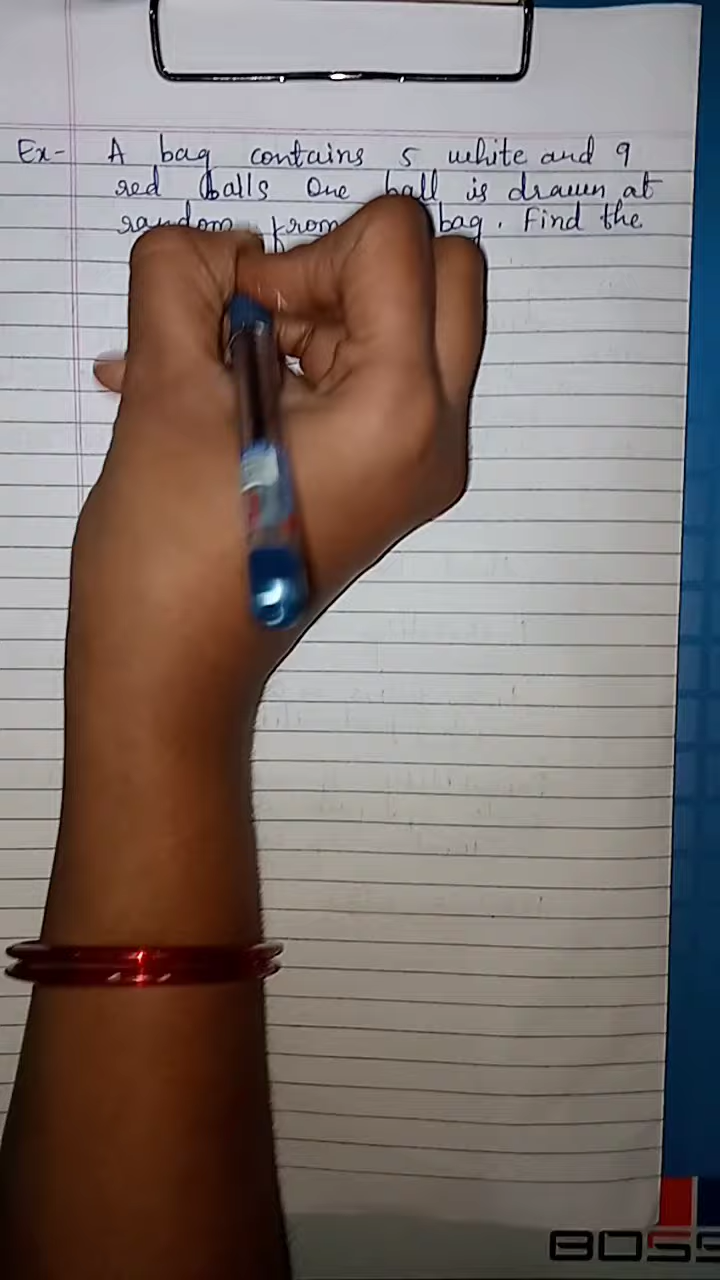 Ex- A bag contains 5 white and 9
red balls One ball is drawn at
random from bag. Find the
BOSS